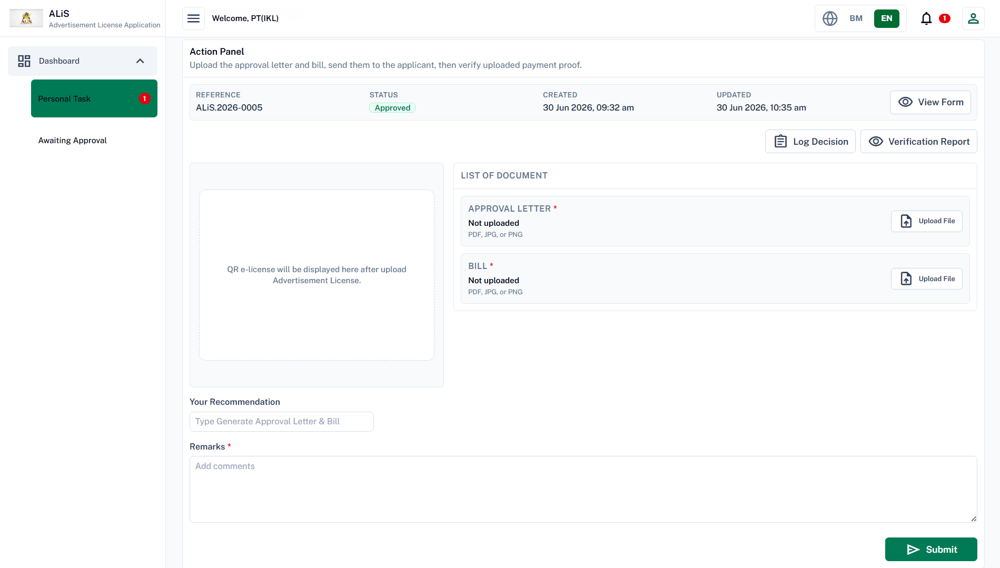 ALiS
Advertisement License Application
Welcome, PT(IKL)
BM
EN
1
Dashboard
Personal Task
1
Awaiting Approval
Action Panel
Upload the approval letter and bill, send them to the applicant, then verify uploaded payment proof.
REFERENCE
ALiS.2026-0005
STATUS
Approved
CREATED
30 Jun 2026, 09:32 am
UPDATED
30 Jun 2026, 10:35 am
View Form
Log Decision
Verification Report
QR e-license will be displayed here after upload
Advertisement License.
LIST OF DOCUMENT
APPROVAL LETTER *
Not uploaded
PDF, JPG, or PNG
Upload File
BILL *
Not uploaded
PDF, JPG, or PNG
Upload File
Your Recommendation
Type Generate Approval Letter & Bill
Remarks *
Add comments
Submit